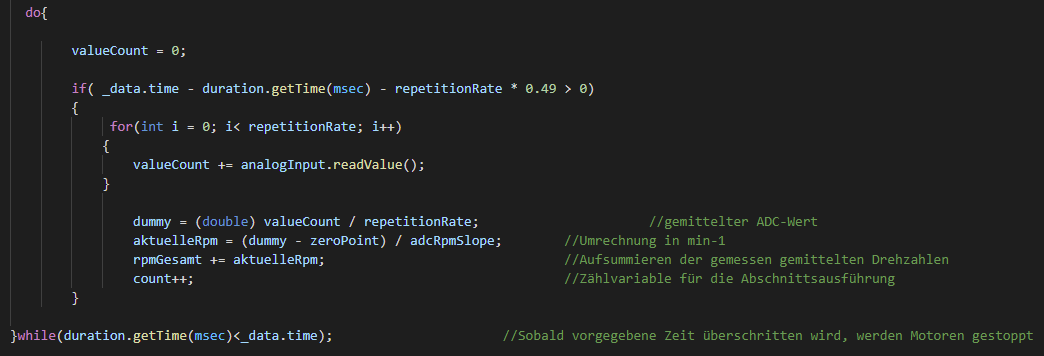 do{
valueCount = 0;
if( _data.time - duration.getTime(msec) - repetitionRate * 0.49 > 0)
{
for(int i = 0; i< repetitionRate; i++)
{
valueCount += analogInput.readValue();
}
dummy = (double) valueCount / repetitionRate; //gemittelter ADC-Wert
aktuelleRpm = (dummy - zeroPoint) / adcRpmSlope; //Umrechnung in min-1
rpmGesamt += aktuelleRpm; //Aufsummieren der gemessen gemittelten Drehzahlen
count++; //Zählvariable für die Abschnittsausführung
}
}while(duration.getTime(msec)<_data.time); //Sobald vorgegebene Zeit überschritten wird, werden Motoren gestoppt